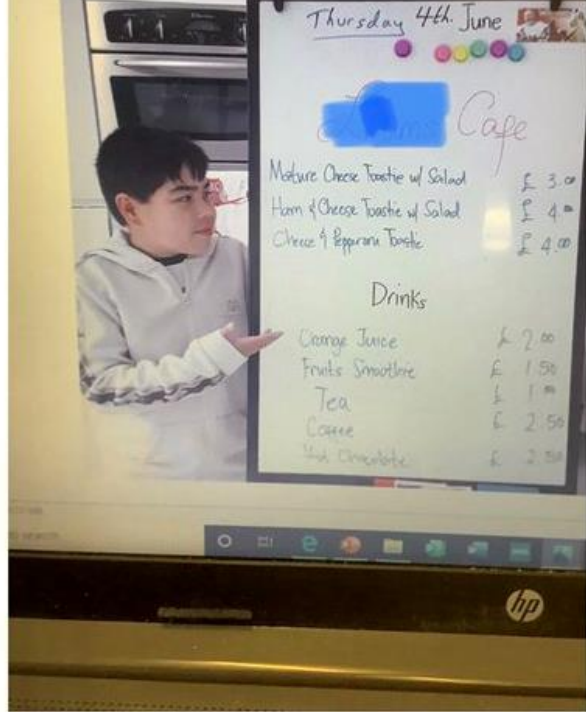 Thursday 4th. June
Cafe
Mature Cheese Toastie w/ Salad £ 3.00
Ham & Cheese Toastie w/ Salad £ 4.00
Cheese & Pepperoni Toastie £ 4.00
Drinks
Orange Juice £ 2.00
Fruits Smoothie £ 1.50
Tea £ 1.00
Coffee £ 2.50
Hot Chocolate £ 2.50
hp